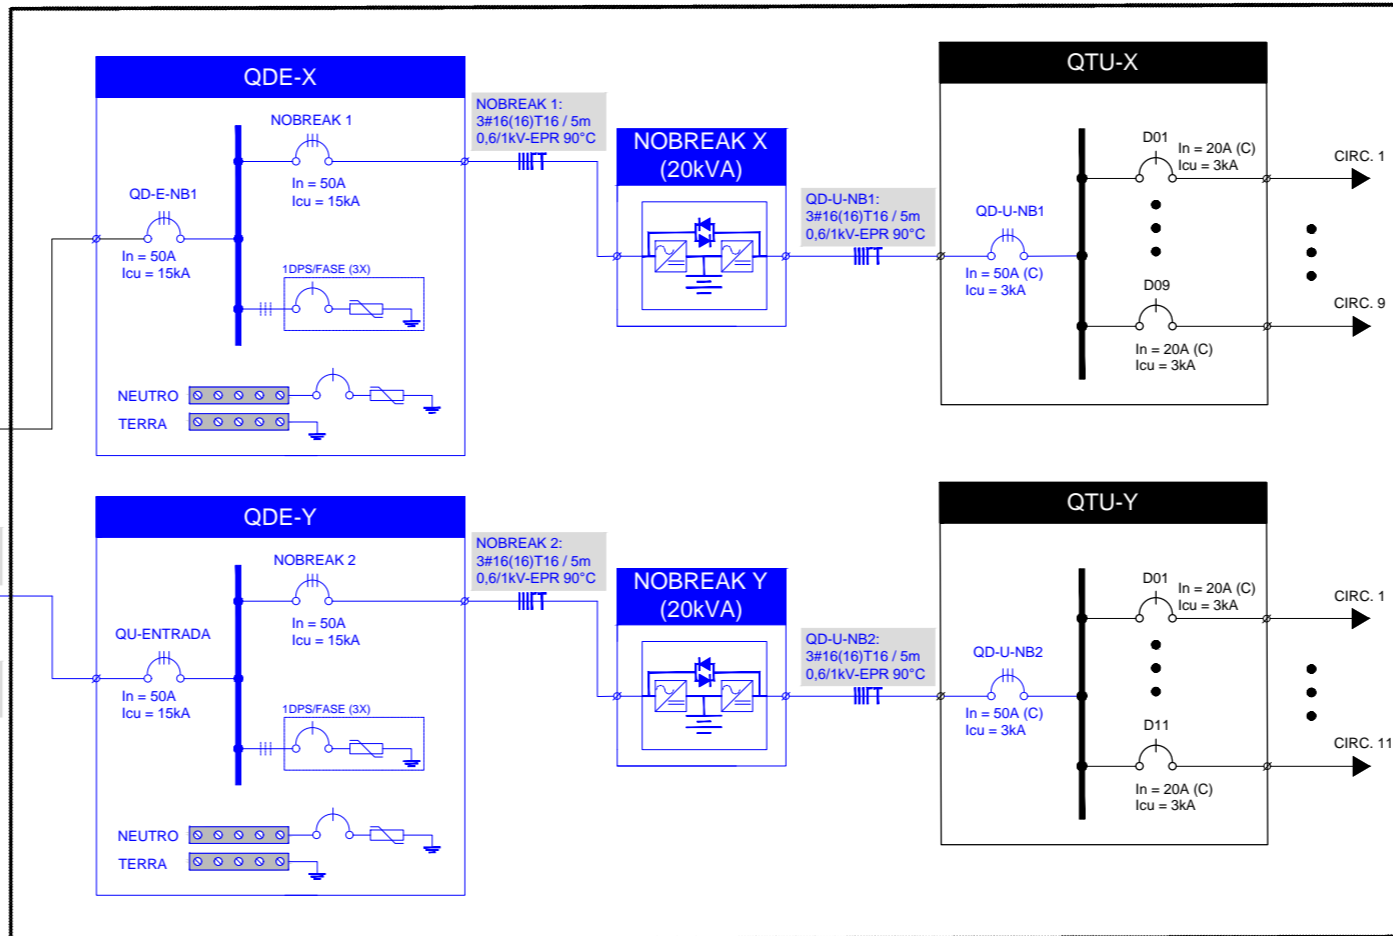 QDE-X
NOBREAK 1
In = 50A
Icu = 15kA
QD-E-NB1
In = 50A
Icu = 15kA
1DPS/FASE (3X)
NEUTRO
TERRA
NOBREAK 1:
3#16(16)T16 / 5m
0,6/1kV-EPR 90°C
NOBREAK X
(20kVA)
QD-U-NB1:
3#16(16)T16 / 5m
0,6/1kV-EPR 90°C
QTU-X
QD-U-NB1
In = 50A (C)
Icu = 3kA
D01
In = 20A (C)
Icu = 3kA
CIRC. 1
D09
In = 20A (C)
Icu = 3kA
CIRC. 9
QDE-Y
NOBREAK 2
In = 50A
Icu = 15kA
QU-ENTRADA
In = 50A
Icu = 15kA
1DPS/FASE (3X)
NEUTRO
TERRA
NOBREAK 2:
3#16(16)T16 / 5m
0,6/1kV-EPR 90°C
NOBREAK Y
(20kVA)
QD-U-NB2:
3#16(16)T16 / 5m
0,6/1kV-EPR 90°C
QTU-Y
QD-U-NB2
In = 50A (C)
Icu = 3kA
D01
In = 20A (C)
Icu = 3kA
CIRC. 1
D11
In = 20A (C)
Icu = 3kA
CIRC. 11